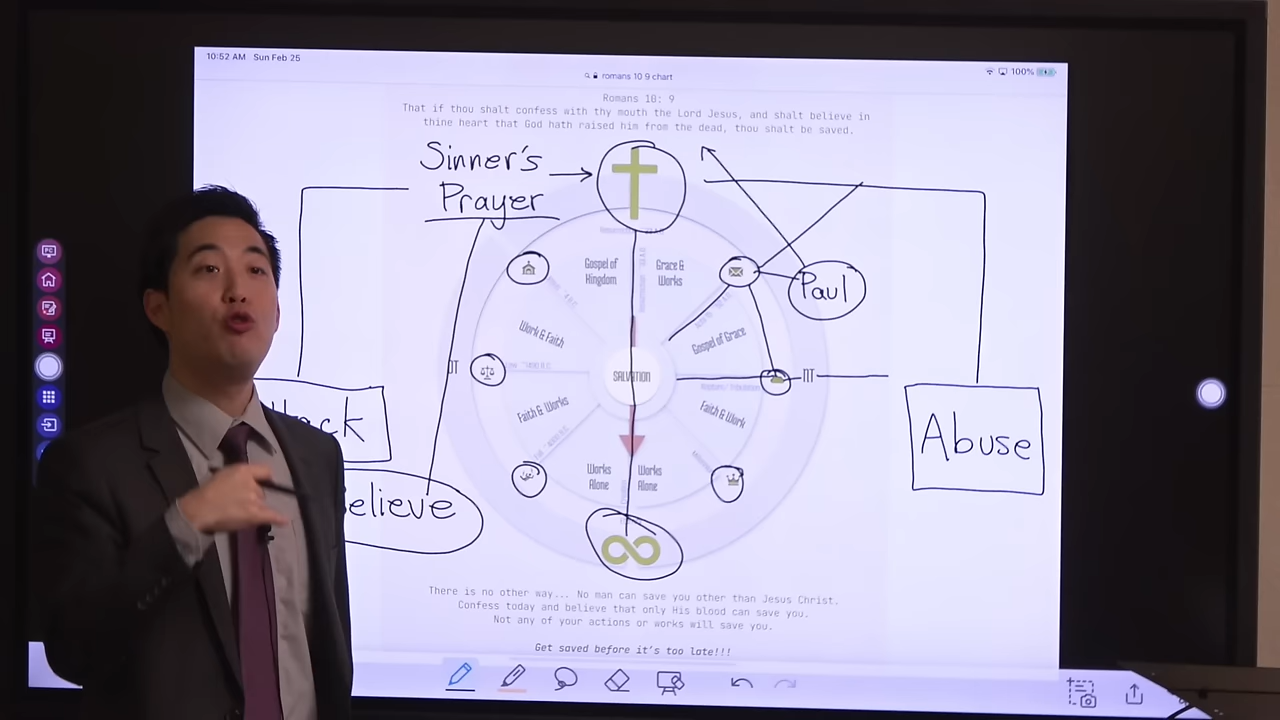 10:52 AM Sun Feb 25
100%
romans 10 9 chart
Romans 10: 9
That if thou shalt confess with thy mouth the Lord Jesus, and shalt believe in
thine heart that God hath raised him from the dead, thou shalt be saved.
Sinner's
Prayer
Gospel of
Kingdom
Grace &
Works
Paul
Work & Faith
Gospel of Grace
SALVATION
NT
Faith & Works
Faith & Work
Abuse
Works
Alone
Works
Alone
elieve
There is no other way... No man can save you other than Jesus Christ.
Confess today and believe that only His blood can save you.
Not any of your actions or works will save you.
Get saved before it's too late!!!